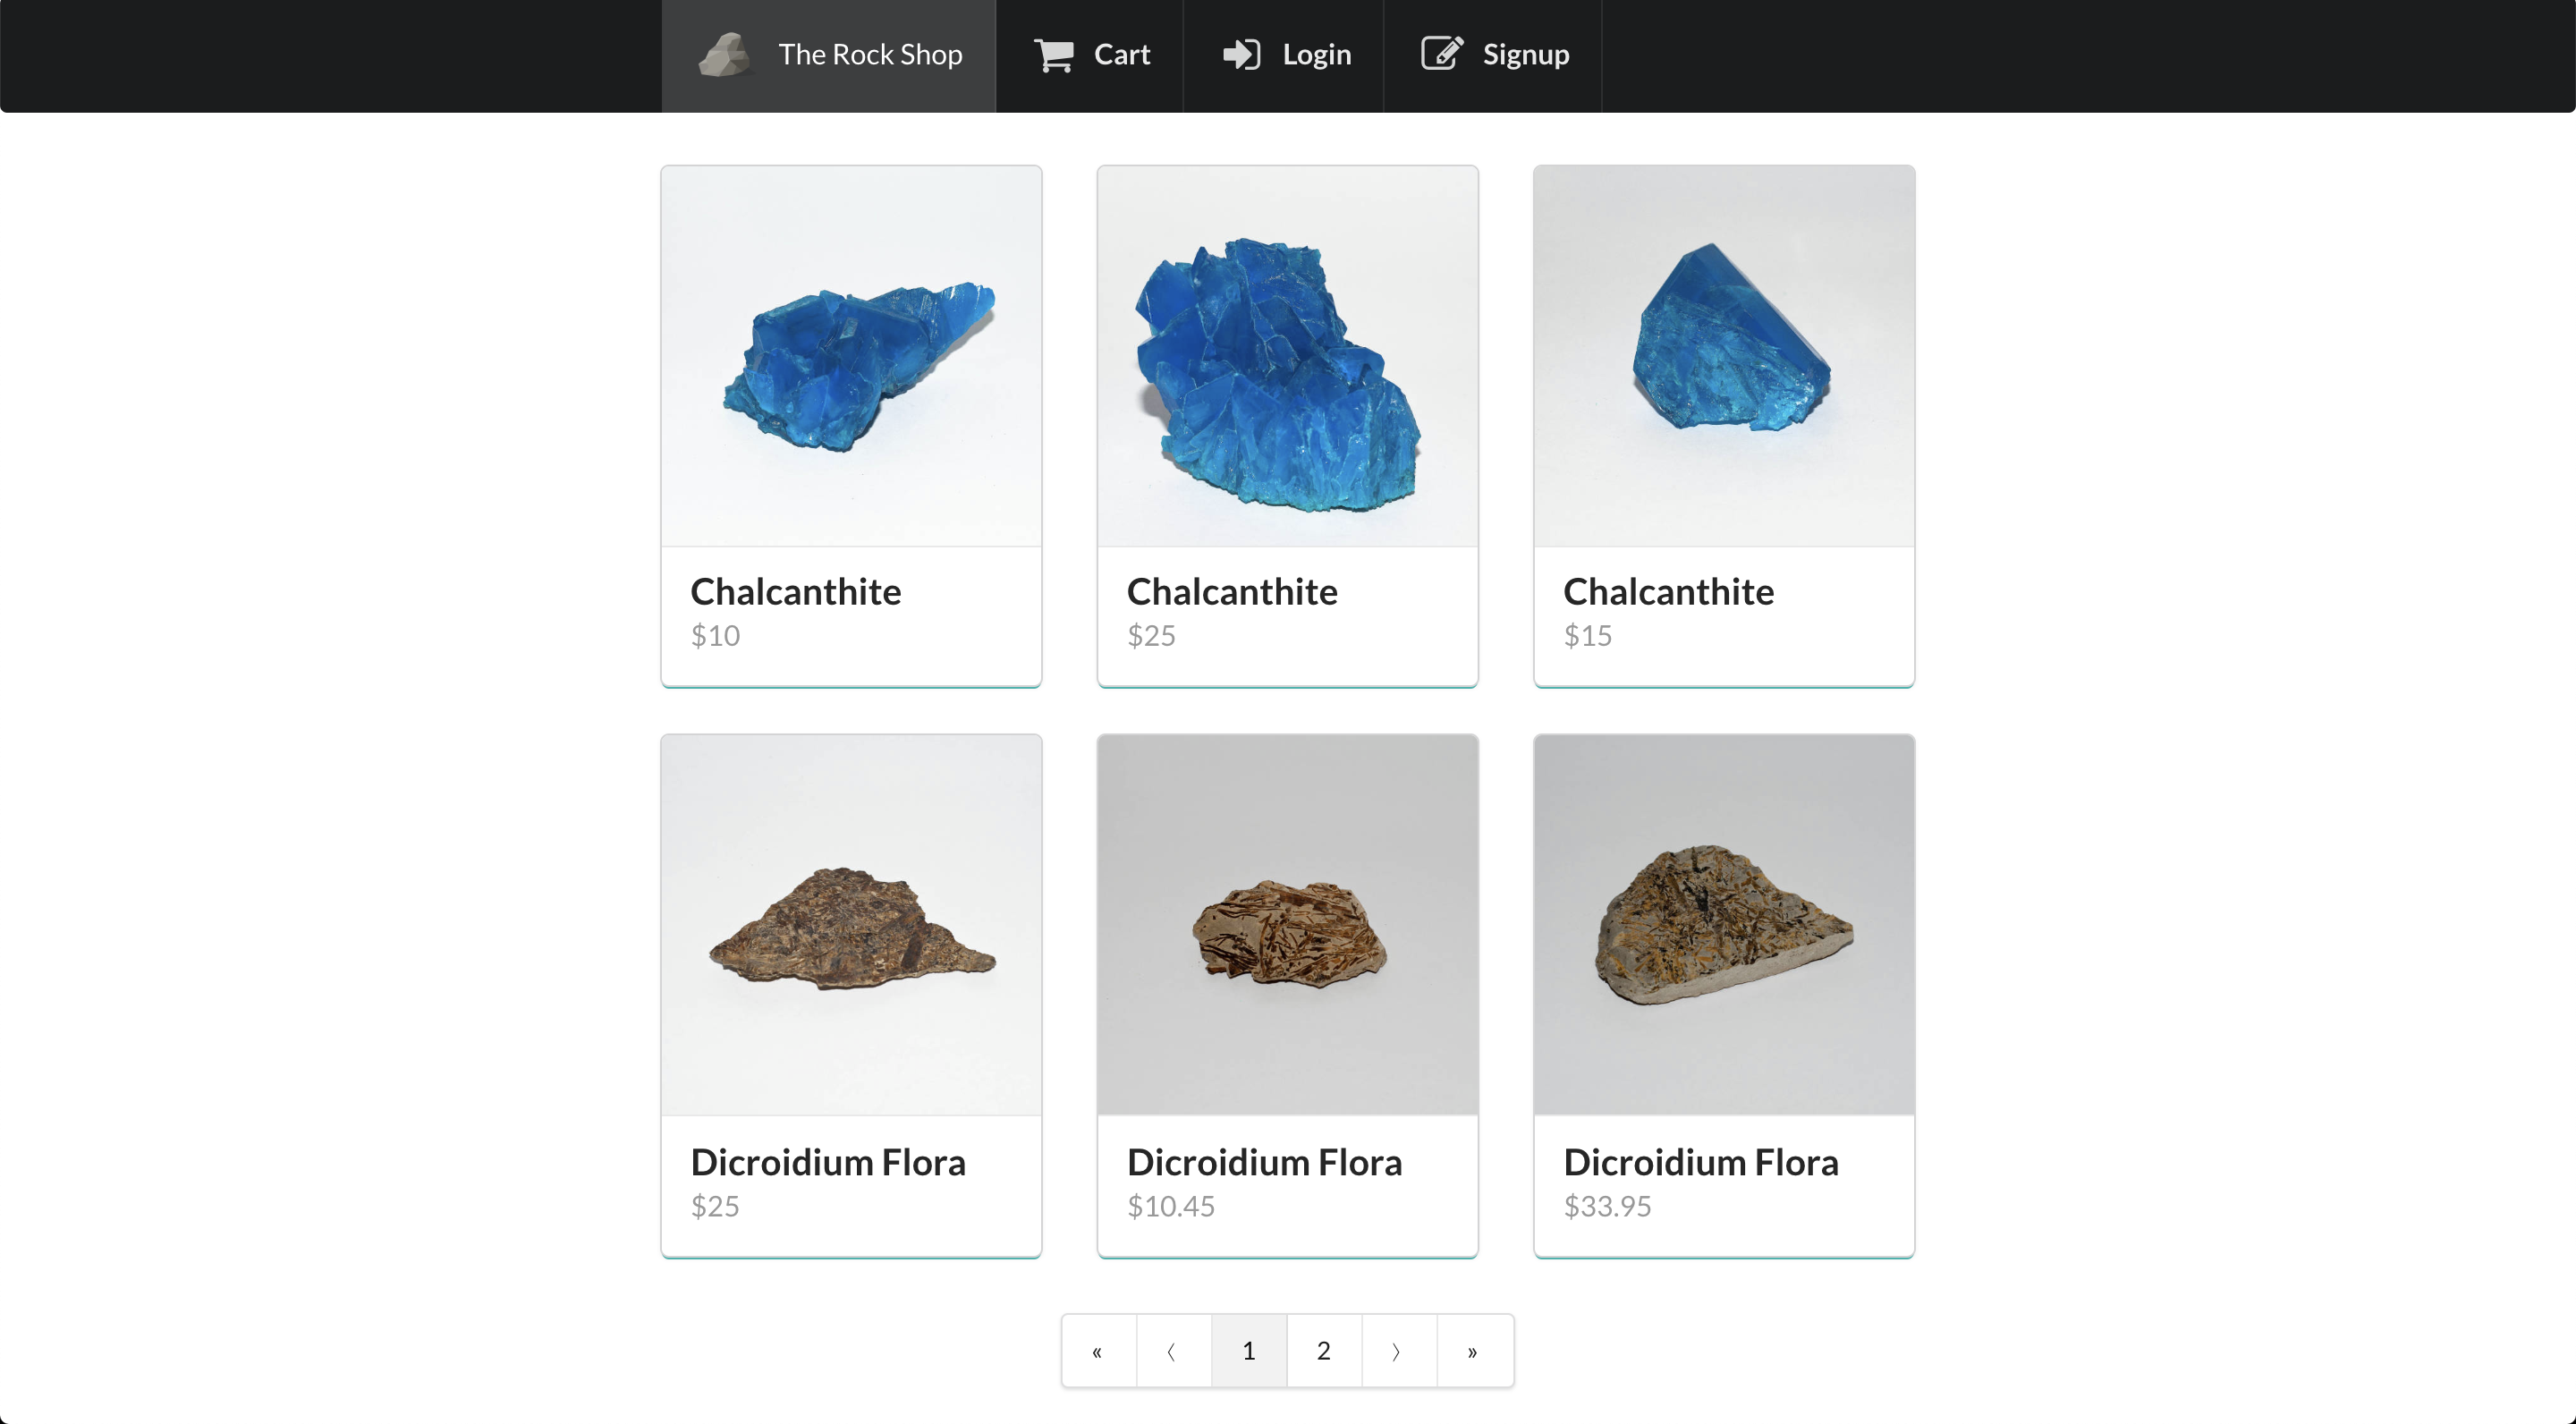 The Rock Shop
Cart
Login
Signup
Chalcanthite
$10
Chalcanthite
$25
Chalcanthite
$15
Dicroidium Flora
$25
Dicroidium Flora
$10.45
Dicroidium Flora
$33.95
« ⟨ 1 2 ⟩ »